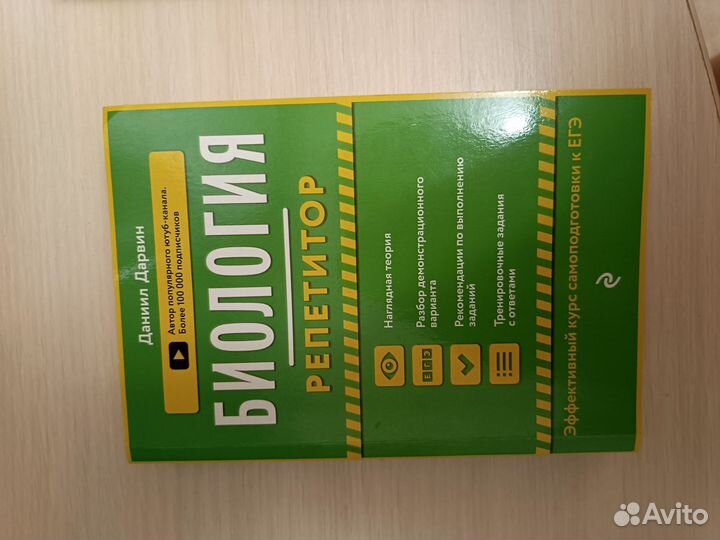 Даниил Дарвин
Автор популярного ютуб-канала.
Более 100 000 подписчиков
БИОЛОГИЯ
РЕПЕТИТОР
Наглядная теория
ЕГЭ
Разбор демонстрационного
варианта
Рекомендации по выполнению
заданий
Тренировочные задания
с ответами
Эффективный курс самоподготовки к ЕГЭ
Avito